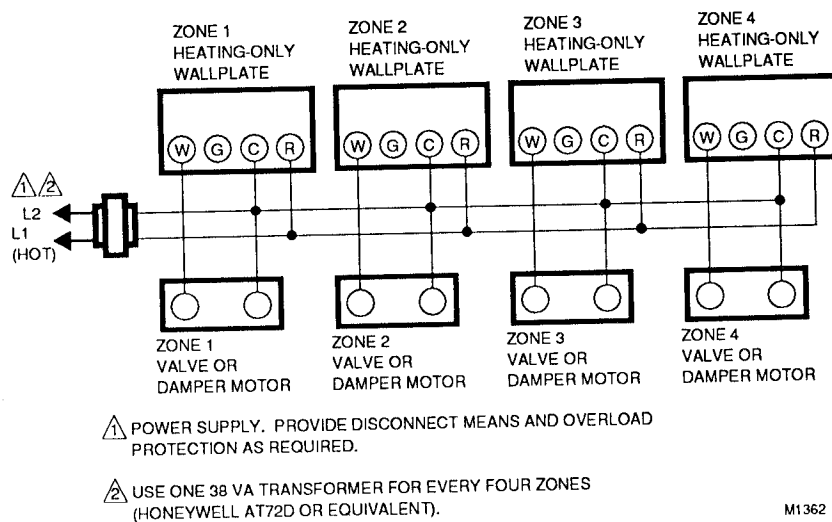 ZONE 1
HEATING-ONLY
WALLPLATE
ZONE 2
HEATING-ONLY
WALLPLATE
ZONE 3
HEATING-ONLY
WALLPLATE
ZONE 4
HEATING-ONLY
WALLPLATE
W G C R
W G C R
W G C R
W G C R
1 2
L2
L1
(HOT)
ZONE 1
VALVE OR
DAMPER MOTOR
ZONE 2
VALVE OR
DAMPER MOTOR
ZONE 3
VALVE OR
DAMPER MOTOR
ZONE 4
VALVE OR
DAMPER MOTOR
1 POWER SUPPLY. PROVIDE DISCONNECT MEANS AND OVERLOAD
PROTECTION AS REQUIRED.
2 USE ONE 38 VA TRANSFORMER FOR EVERY FOUR ZONES
(HONEYWELL AT72D OR EQUIVALENT).
M1362